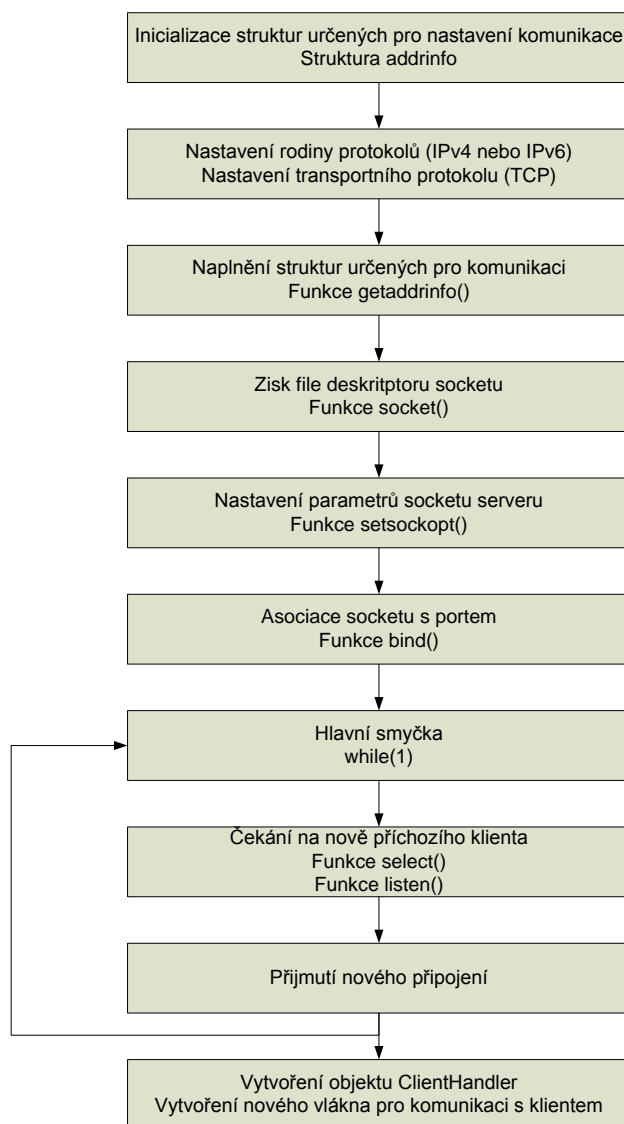 Inicializace struktur určených pro nastavení komunikace
Struktura addrinfo
Nastavení rodiny protokolů (IPv4 nebo IPv6)
Nastavení transportního protokolu (TCP)
Naplnění struktur určených pro komunikaci
Funkce getaddrinfo()
Zisk file deskritptoru socketu
Funkce socket()
Nastavení parametrů socketu serveru
Funkce setsockopt()
Asociace socketu s portem
Funkce bind()
Hlavní smyčka
while(1)
Čekání na nově příchozího klienta
Funkce select()
Funkce listen()
Přijmutí nového připojení
Vytvoření objektu ClientHandler
Vytvoření nového vlákna pro komunikaci s klientem